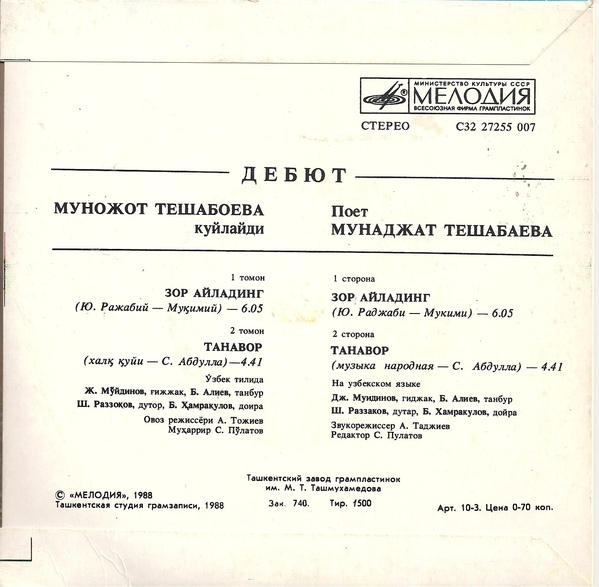 МИНИСТЕРСТВО КУЛЬТУРЫ СССР
МЕЛОДИЯ
ВСЕСОЮЗНАЯ ФИРМА ГРАМПЛАСТИНОК
СТЕРЕО С32 27255 007
ДЕБЮТ
МУНОЖОТ ТЕШАБОЕВА
куйлайди
Поет
МУНАДЖАТ ТЕШАБАЕВА
1 томон
ЗОР АЙЛАДИНГ
(Ю. Ражабий — Муқимий) — 6.05
2 томон
ТАНАВОР
(халқ қуйи — С. Абдулла)—4.41
Ўзбек тилида
Ж. Мўйдинов, ғижжак, Б. Алиев, танбур
Ш. Раззоқов, дутор, Б. Ҳамрақулов, доира
Овоз режиссёри А. Тожиев
Муҳаррир С. Пўлатов
1 сторона
ЗОР АЙЛАДИНГ
(Ю. Раджаби — Мукими) — 6.05
2 сторона
ТАНАВОР
(музыка народная — С. Абдулла) — 4.41
На узбекском языке
Дж. Муидинов, гиджак, Б. Алиев, танбур
Ш. Раззаков, дутар, Б. Хамракулов, дойра
Звукорежиссер А. Таджиев
Редактор С. Пулатов
© «МЕЛОДИЯ», 1988
Ташкентская студия грамзаписи, 1988
Ташкентский завод грампластинок
им. М. Т. Ташмухамедова
Зак. 740. Тир. 1500
Арт. 10-3. Цена 0-70 коп.